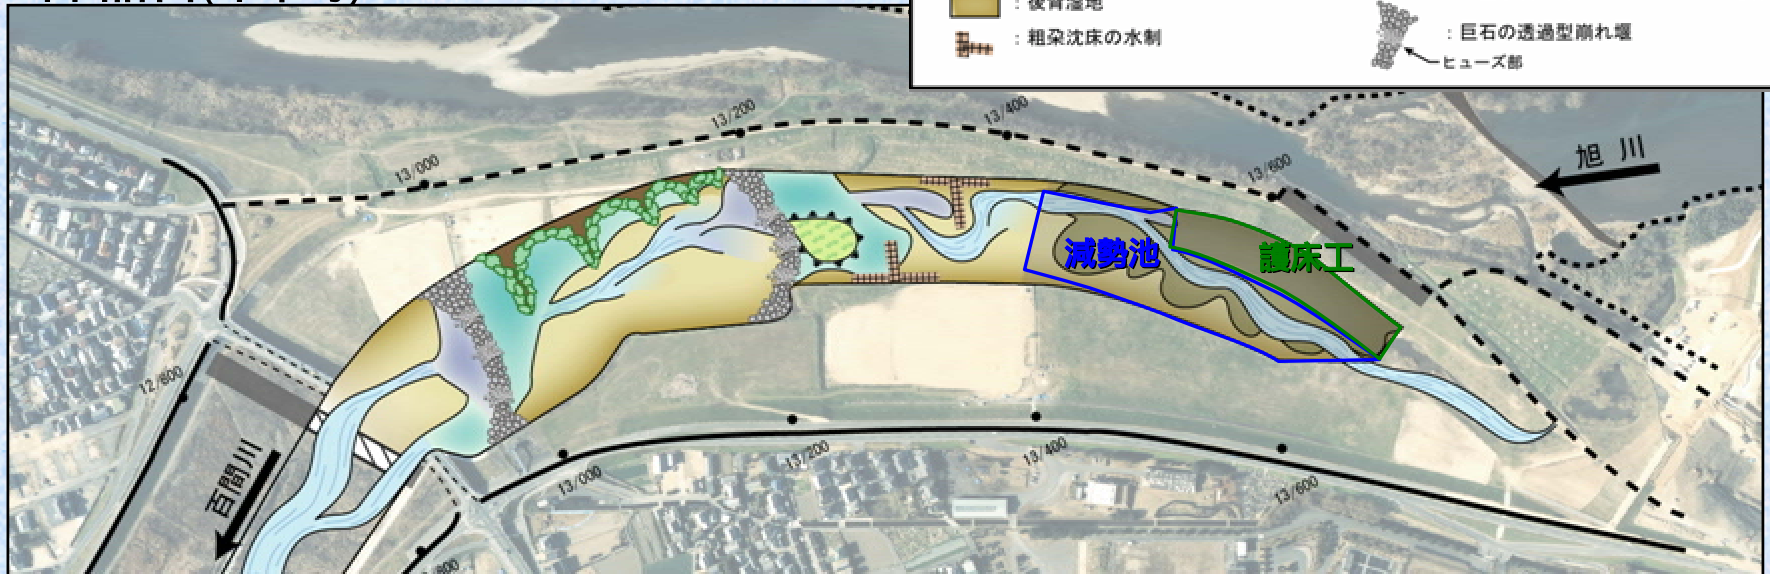 ：後背湿地
：粗朶沈床の水制
：巨石の透過型崩れ堰
ヒューズ部
旭川
13/000
13/200
13/400
13/600
減勢池
護床工
12/800
百間川
13/000
13/200
13/400
13/600